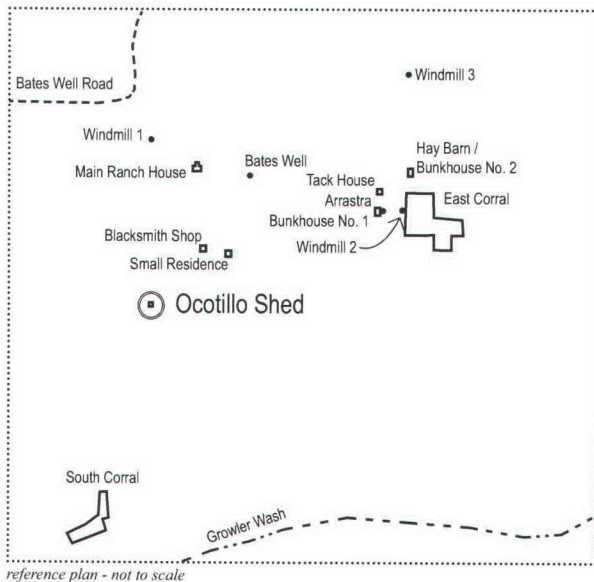 Bates Well Road
Windmill 3
Windmill 1
Main Ranch House
Bates Well
Hay Barn /
Bunkhouse No. 2
Tack House
Arrastra
East Corral
Bunkhouse No. 1
Windmill 2
Blacksmith Shop
Small Residence
Ocotillo Shed
South Corral
Growler Wash
reference plan - not to scale